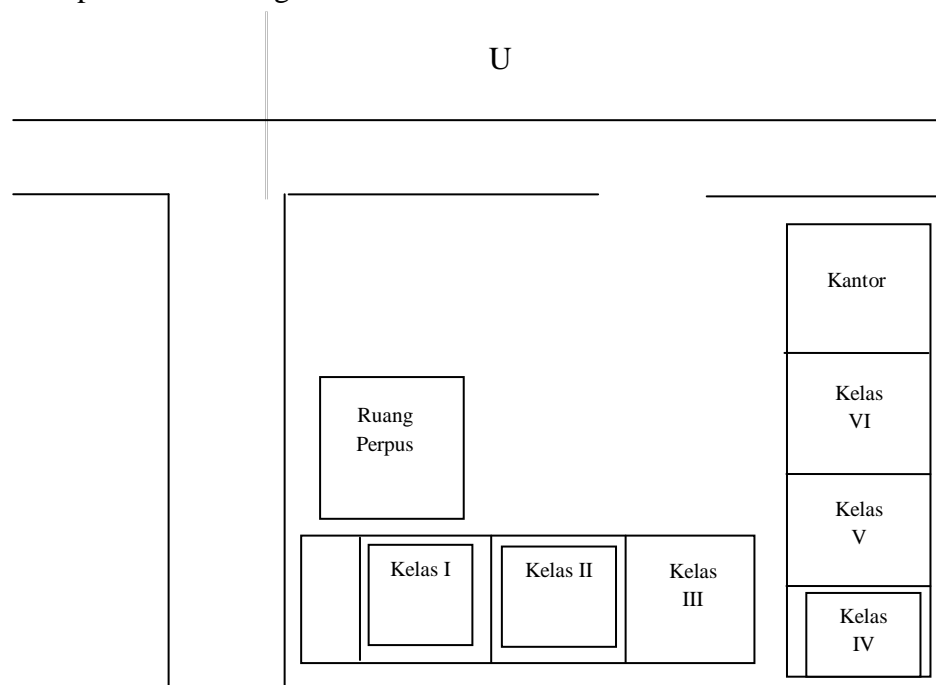 U
Kantor
Kelas
VI
Ruang
Perpus
Kelas
V
Kelas I
Kelas II
Kelas
III
Kelas
IV